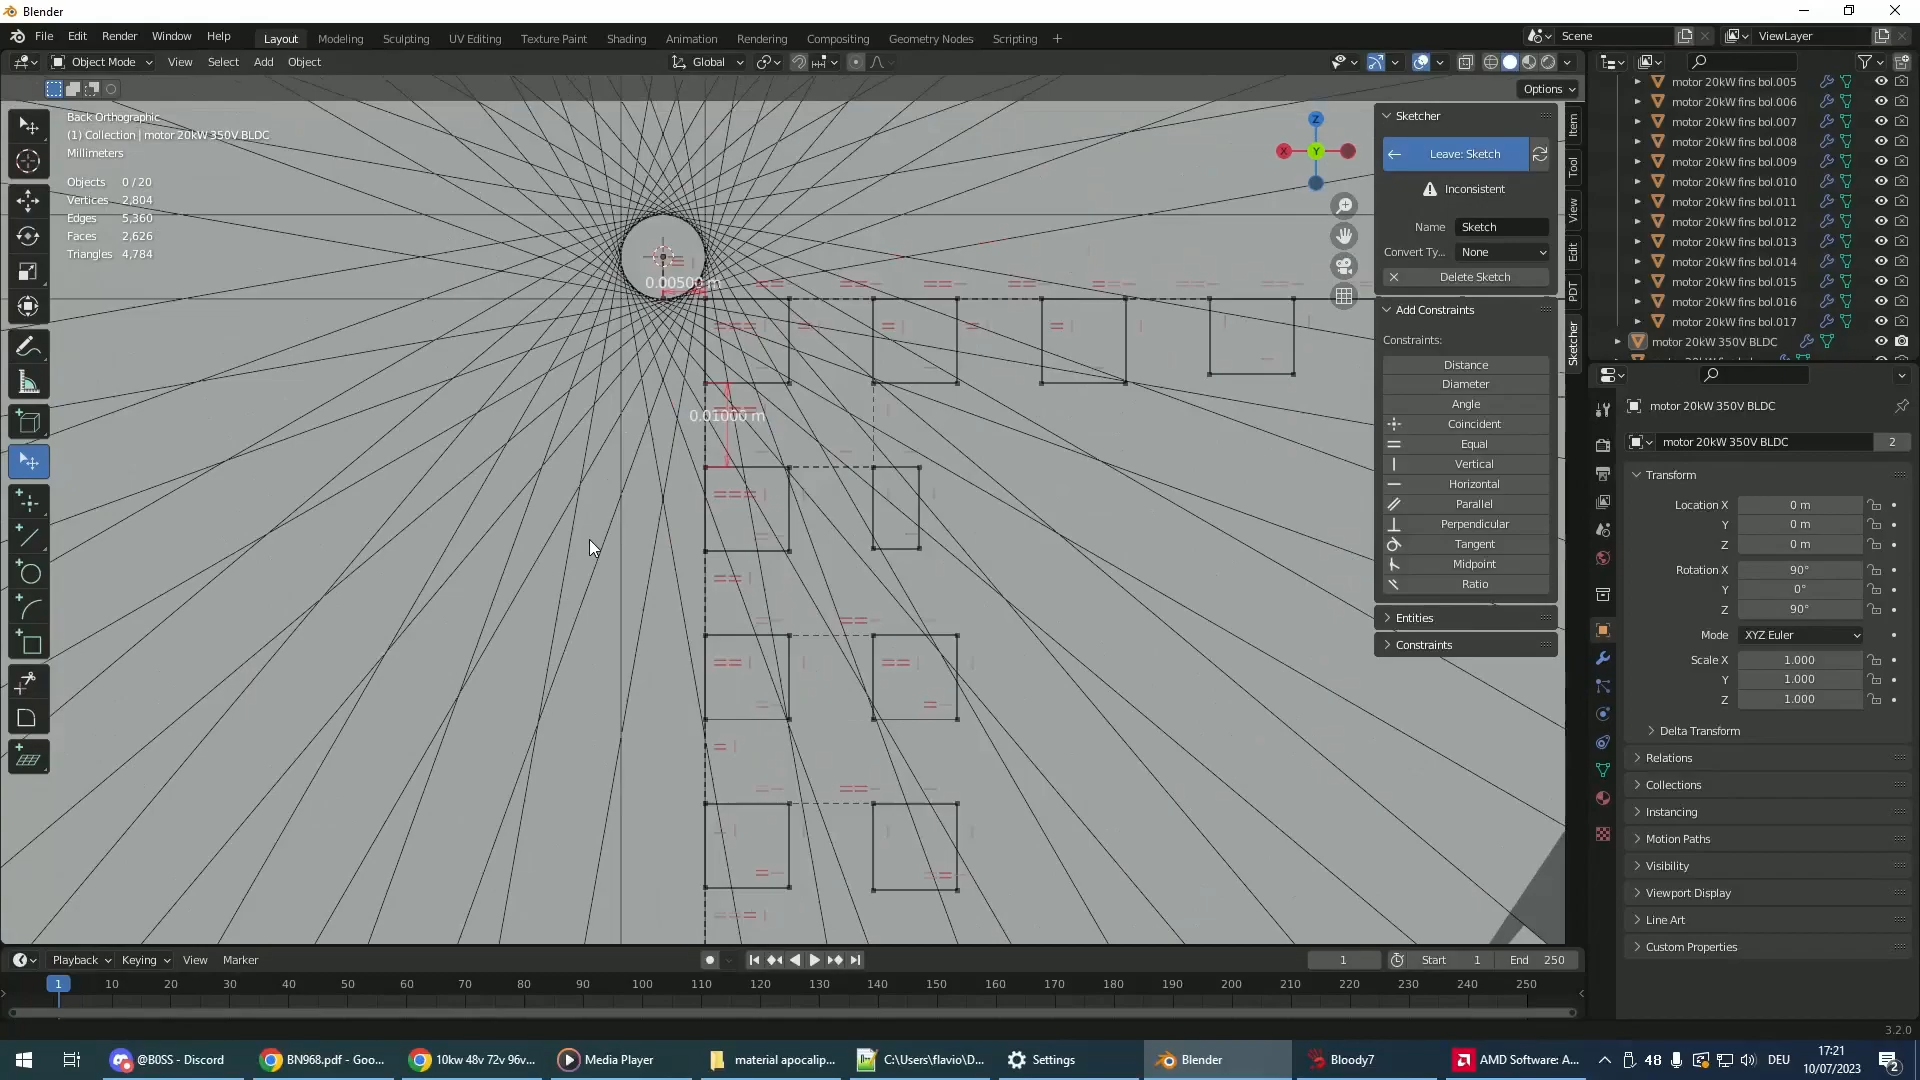 Blender
File Edit Render Window Help
Layout Modeling Sculpting UV Editing Texture Paint Shading Animation Rendering Compositing Geometry Nodes Scripting +
Scene
ViewLayer
Object Mode View Select Add Object
Global
Options
Back Orthographic
(1) Collection | motor 20kW 350V BLDC
Millimeters
Objects 0 / 20
Vertices 2,804
Edges 5,360
Faces 2,626
Triangles 4,784
Z
X
Y
0.00500 m
0.01000 m
Sketcher
Leave: Sketch
Inconsistent
Name Sketch
Convert Ty... None
Delete Sketch
Add Constraints
Constraints:
Distance
Diameter
Angle
Coincident
Equal
Vertical
Horizontal
Parallel
Perpendicular
Tangent
Midpoint
Ratio
Entities
Constraints
Item
Tool
View
Edit
PDT
Sketcher
motor 20kW fins bol.005
motor 20kW fins bol.006
motor 20kW fins bol.007
motor 20kW fins bol.008
motor 20kW fins bol.009
motor 20kW fins bol.010
motor 20kW fins bol.011
motor 20kW fins bol.012
motor 20kW fins bol.013
motor 20kW fins bol.014
motor 20kW fins bol.015
motor 20kW fins bol.016
motor 20kW fins bol.017
motor 20kW 350V BLDC
motor 20kW 350V BLDC
motor 20kW 350V BLDC 2
Transform
Location X 0 m
Y 0 m
Z 0 m
Rotation X 90°
Y 0°
Z 90°
Mode XYZ Euler
Scale X 1.000
Y 1.000
Z 1.000
Delta Transform
Relations
Collections
Instancing
Motion Paths
Visibility
Viewport Display
Line Art
Custom Properties
Playback Keying View Marker
1 Start 1 End 250
1 10 20 30 40 50 60 70 80 90 100 110 120 130 140 150 160 170 180 190 200 210 220 230 240 250
3.2.0
@B0SS - Discord
BN968.pdf - Goo...
10kw 48v 72v 96v...
Media Player
material apocalip...
C:\Users\flavio\D...
Settings
Blender
Bloody7
AMD Software: A...
48
DEU
17:21
10/07/2023
2